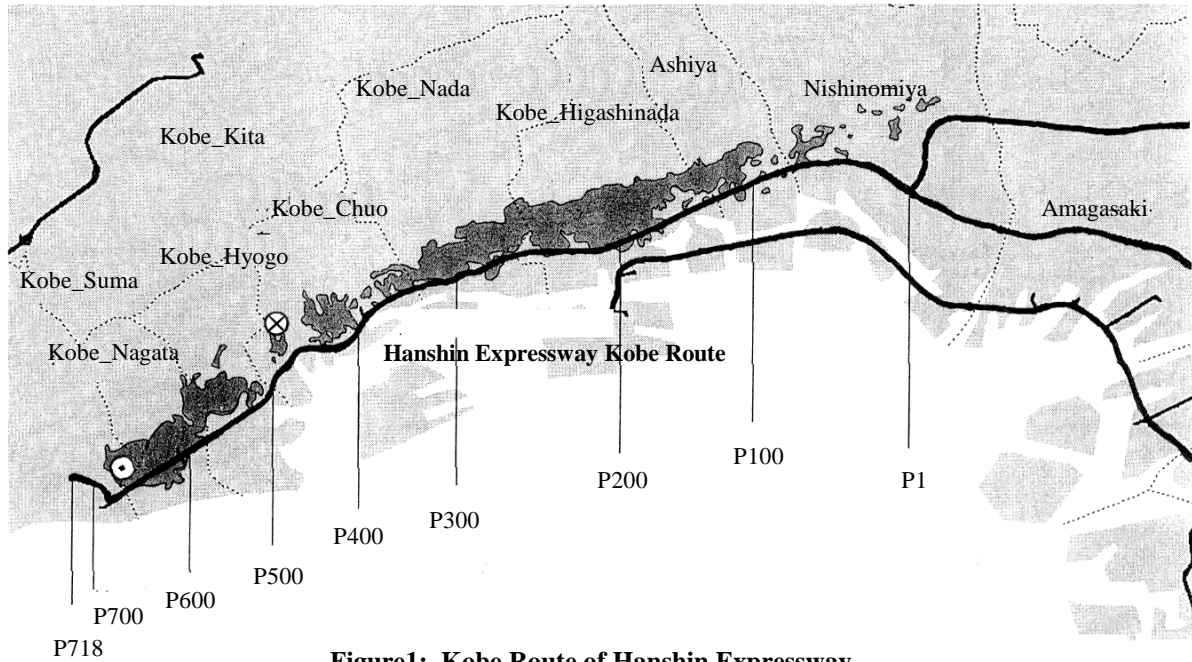 Ashiya
Kobe_Nada
Nishinomiya
Kobe_Higashinada
Kobe_Kita
Kobe_Chuo
Amagasaki
Kobe_Hyogo
Kobe_Suma
Kobe_Nagata
Hanshin Expressway Kobe Route
P100
P1
P200
P300
P400
P500
P600
P700
P718
Figure1: Kobe Route of Hanshin Expressway